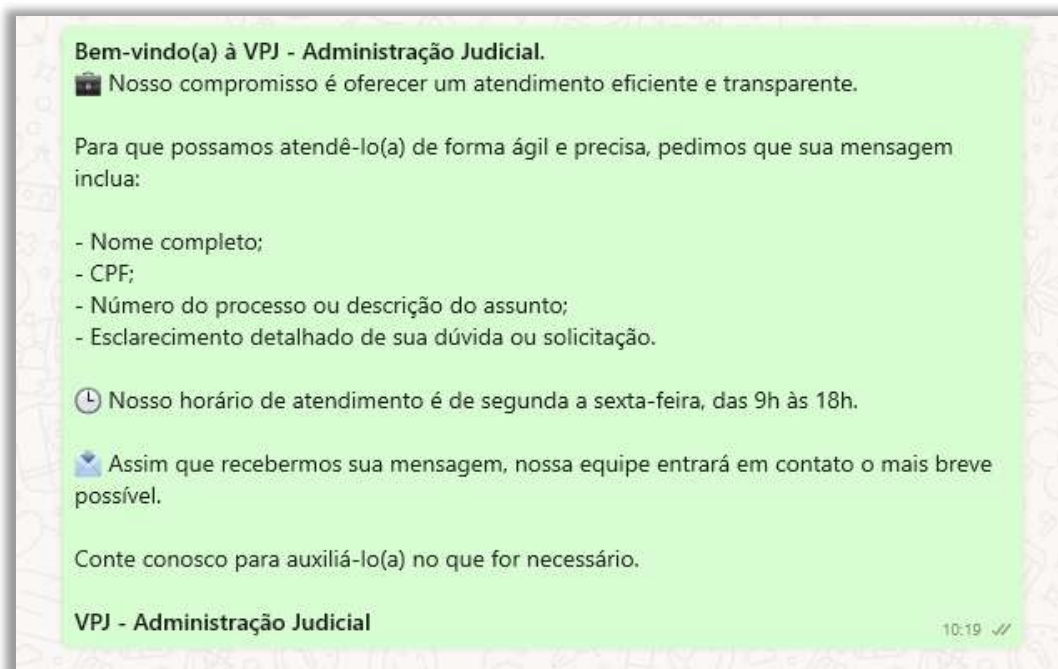 Bem-vindo(a) à VPJ - Administração Judicial.
💼 Nosso compromisso é oferecer um atendimento eficiente e transparente.
Para que possamos atendê-lo(a) de forma ágil e precisa, pedimos que sua mensagem
inclua:
- Nome completo;
- CPF;
- Número do processo ou descrição do assunto;
- Esclarecimento detalhado de sua dúvida ou solicitação.
🕒 Nosso horário de atendimento é de segunda a sexta-feira, das 9h às 18h.
📩 Assim que recebermos sua mensagem, nossa equipe entrará em contato o mais breve
possível.
Conte conosco para auxiliá-lo(a) no que for necessário.
VPJ - Administração Judicial
10:19